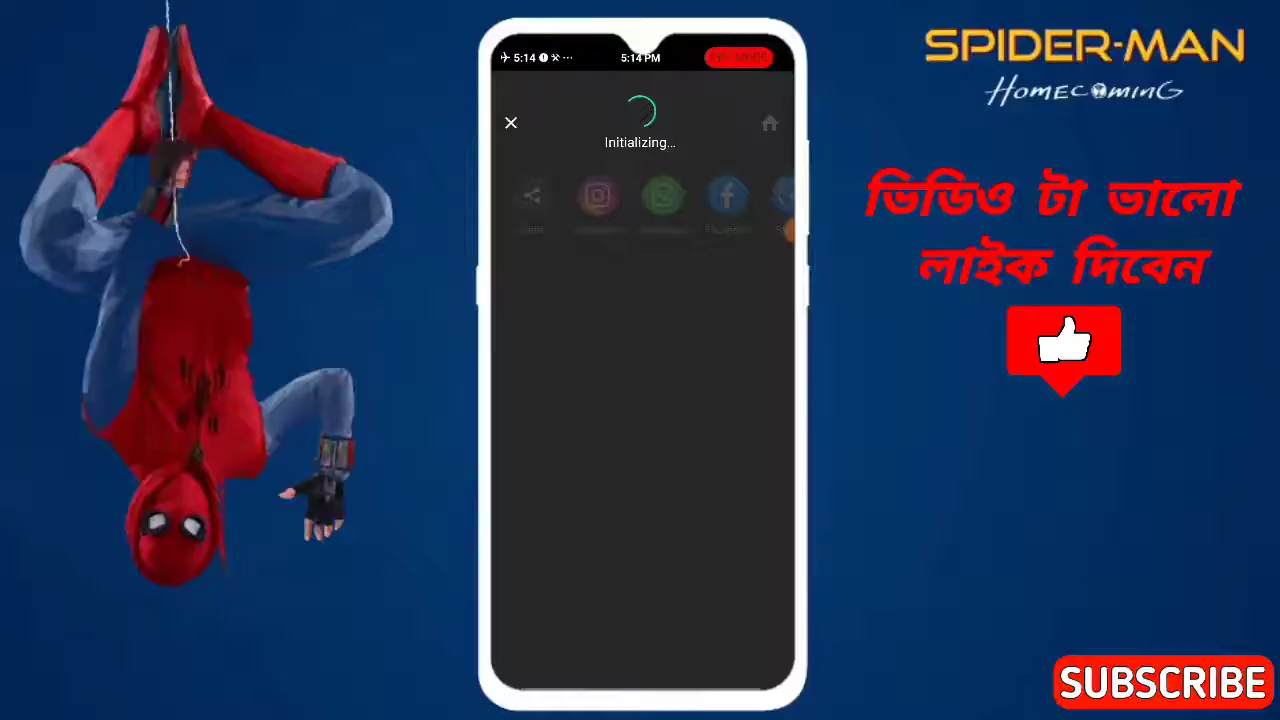 SPIDER-MAN
HOMECOMING
5:14
5:14 PM
Initializing...
ভিডিও টা ভালো
লাইক দিবেন
SUBSCRIBE